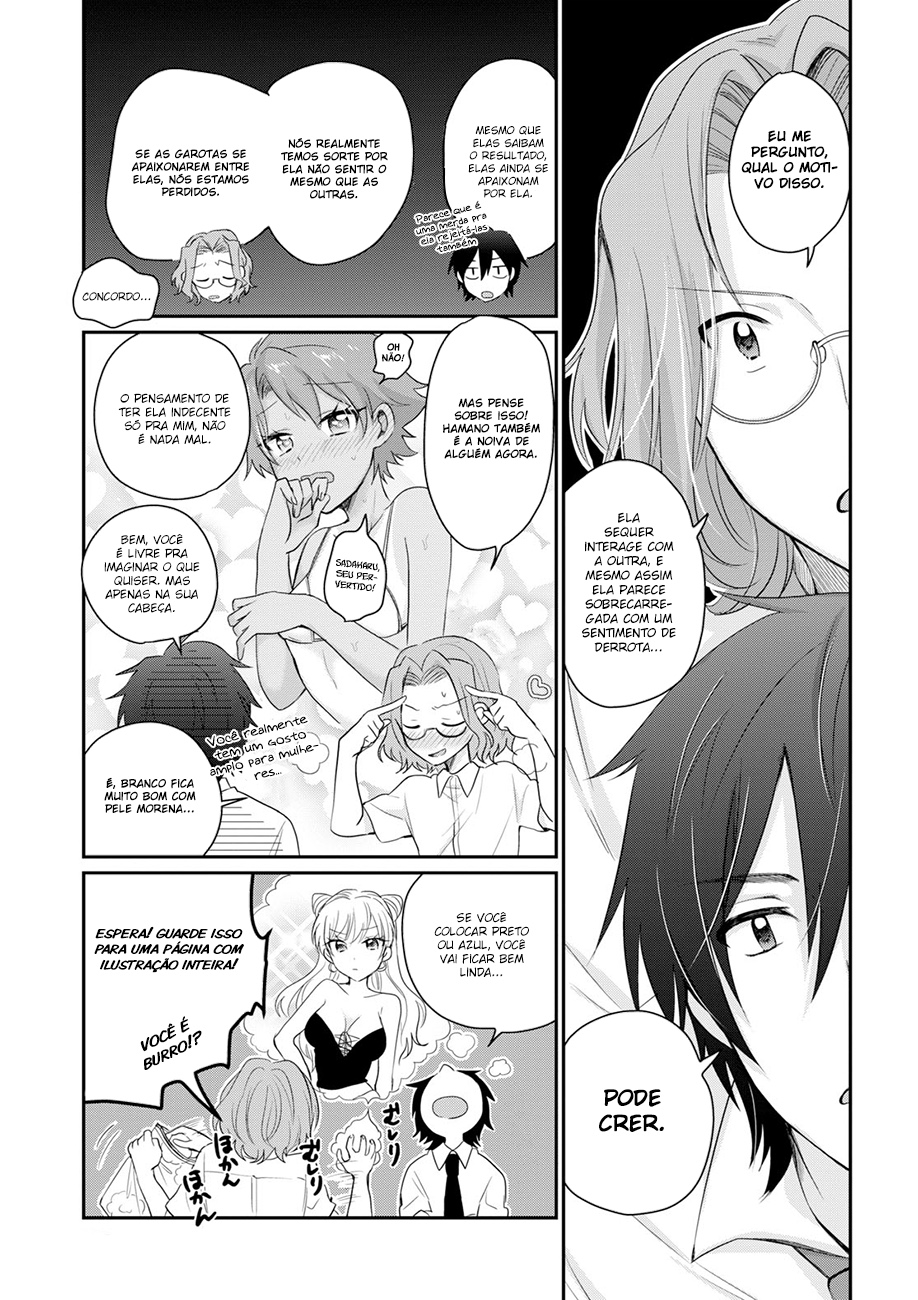 EU ME
PERGUNTO,
QUAL O MOTI-
VO DISSO.
ELA
SEQUER
INTERAGE COM
A OUTRA, E
MESMO ASSIM
ELA PARECE
SOBRECARRE-
GADA COM UM
SENTIMENTO DE
DERROTA...
PODE
CRER.
MESMO QUE
ELAS SAIBAM
O RESULTADO,
ELAS AINDA SE
APAIXONAM
POR ELA.
Parece que é
uma merda pra
ela rejeitá-las
também
NÓS REALMENTE
TEMOS SORTE POR
ELA NÃO SENTIR O
MESMO QUE AS
OUTRAS.
SE AS GAROTAS SE
APAIXONAREM ENTRE
ELAS, NÓS ESTAMOS
PERDIDOS.
CONCORDO...
MAS PENSE
SOBRE ISSO!
HAMANO TAMBÉM
É A NOIVA DE
ALGUÉM AGORA.
OH
NÃO!
SADAHARU,
SEU PER-
VERTIDO!
O PENSAMENTO DE
TER ELA INDECENTE
SÓ PRA MIM, NÃO
É NADA MAL.
BEM, VOCÊ
É LIVRE PRA
IMAGINAR O QUE
QUISER. MAS
APENAS NA SUA
CABEÇA.
Você realmente
tem um gosto
amplo para mulhe-
res...
É, BRANCO FICA
MUITO BOM COM
PELE MORENA...
SE VOCÊ
COLOCAR PRETO
OU AZUL, VOCÊ
VAI FICAR BEM
LINDA...
ESPERA! GUARDE ISSO
PARA UMA PÁGINA COM
ILUSTRAÇÃO INTEIRA!
VOCÊ É
BURRO!?
むしり
むしり
ほかん
ほかん